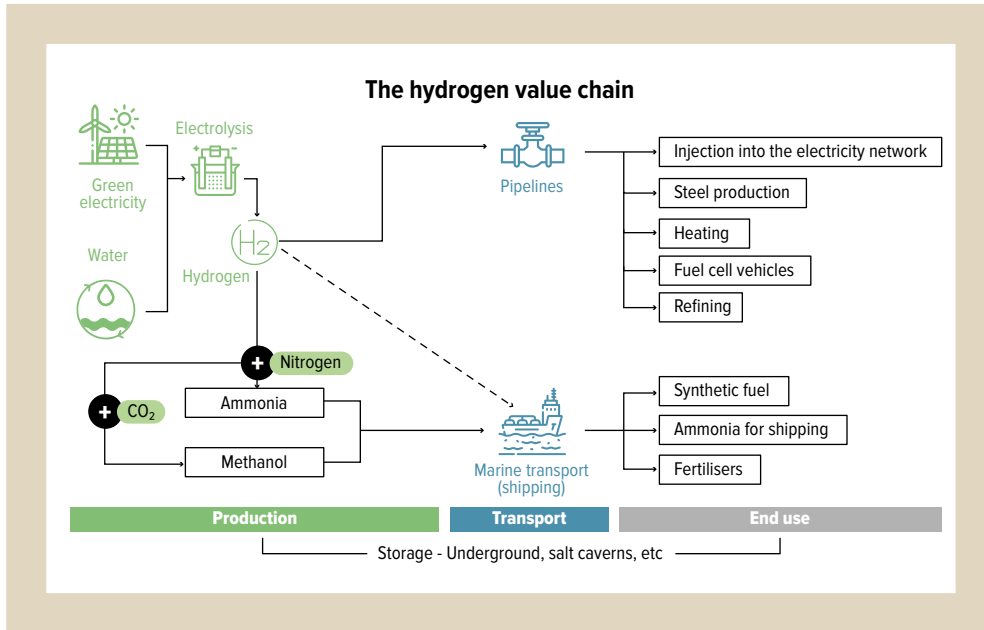 The hydrogen value chain
Green
electricity
Electrolysis
Water
H2
Hydrogen
Pipelines
Injection into the electricity network
Steel production
Heating
Fuel cell vehicles
Refining
+ Nitrogen
+ CO₂
Ammonia
Methanol
Marine transport
(shipping)
Synthetic fuel
Ammonia for shipping
Fertilisers
Production
Transport
End use
Storage - Underground, salt caverns, etc